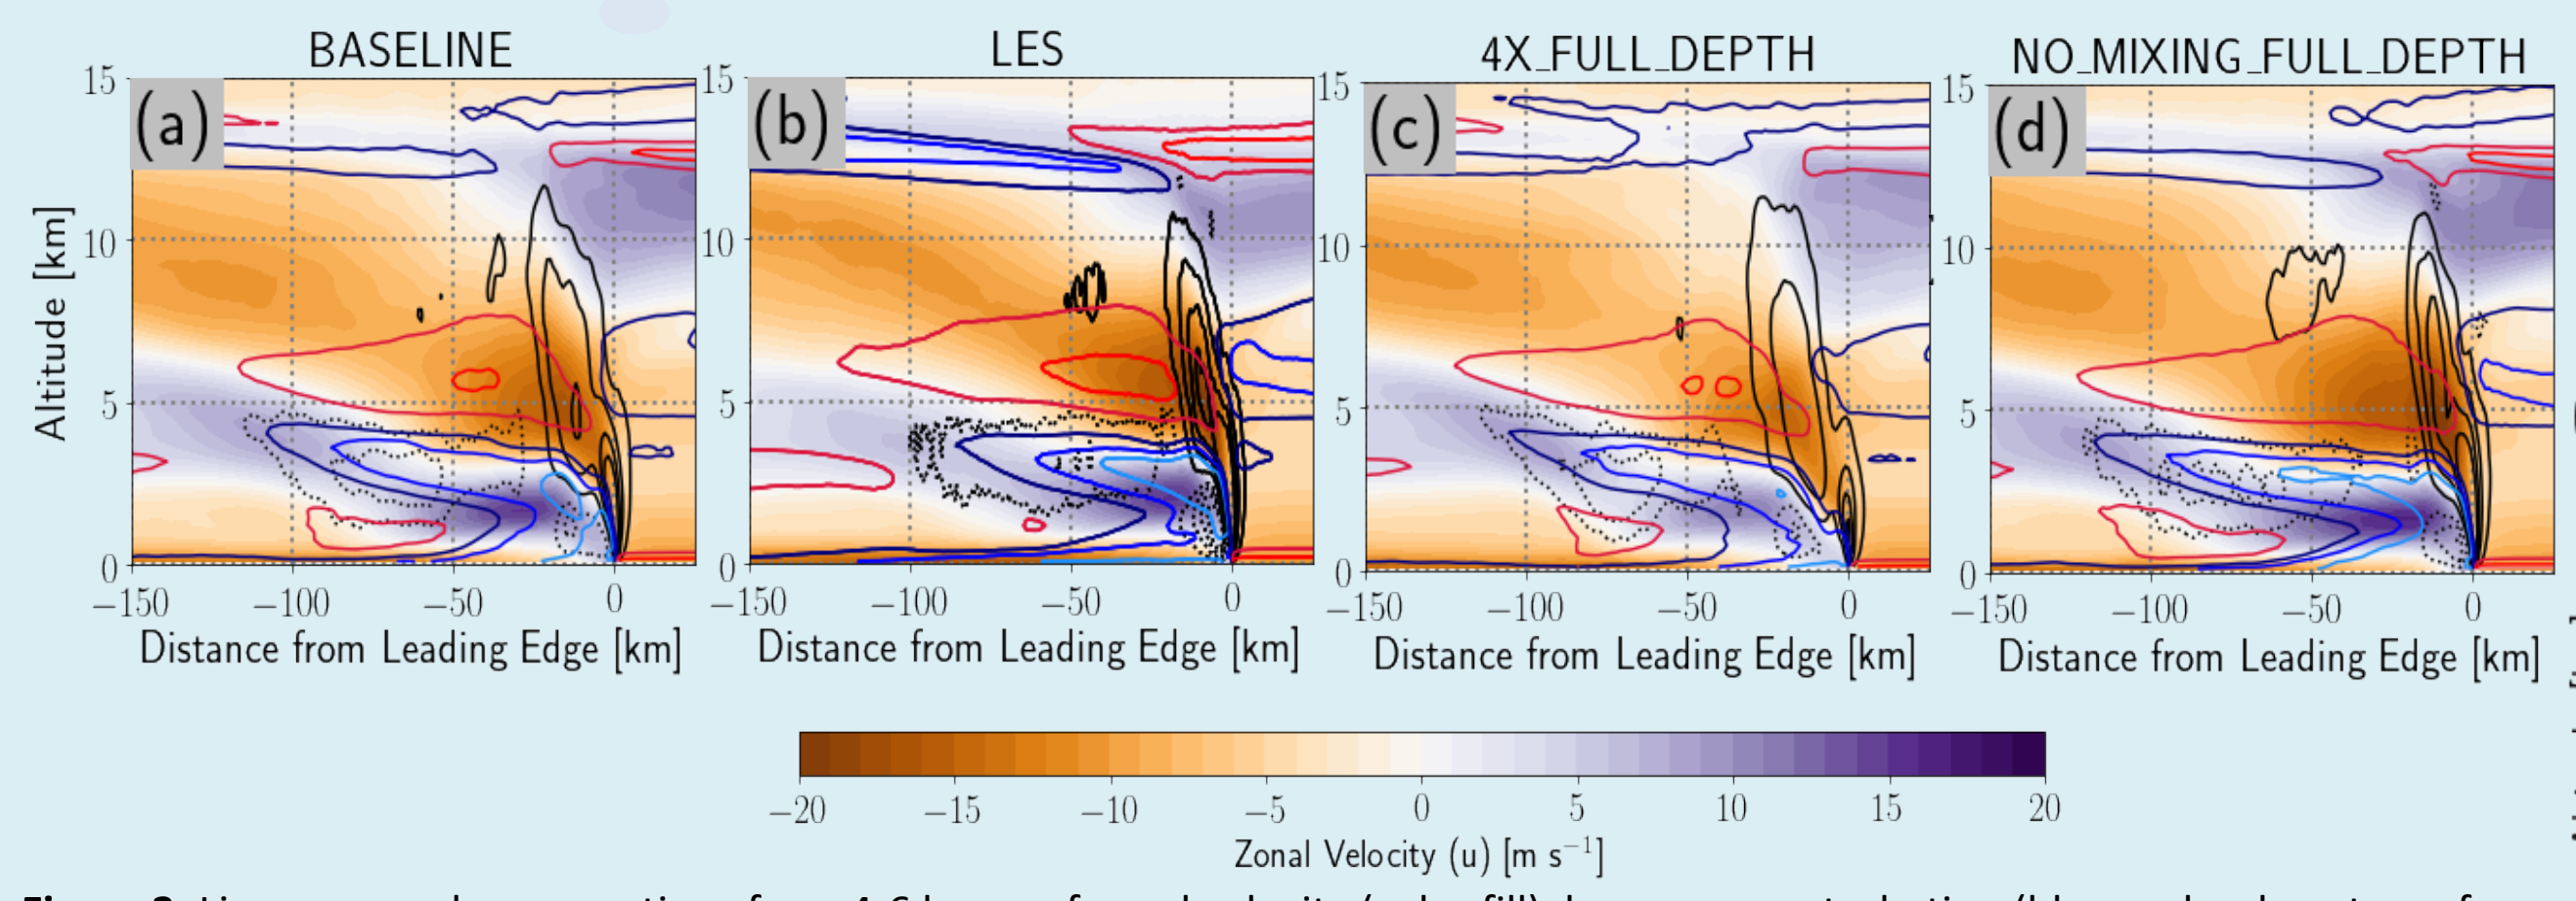 BASELINE
LES
4X_FULL_DEPTH
NO_MIXING_FULL_DEPTH
(a)
(b)
(c)
(d)
15
10
5
0
15
10
5
0
15
10
5
0
15
10
5
0
Altitude [km]
−150 −100 −50 0
−150 −100 −50 0
−150 −100 −50 0
−150 −100 −50 0
Distance from Leading Edge [km]
Distance from Leading Edge [km]
Distance from Leading Edge [km]
Distance from Leading Edge [km]
−20 −15 −10 −5 0 5 10 15 20
Zonal Velocity (u) [m s⁻¹]